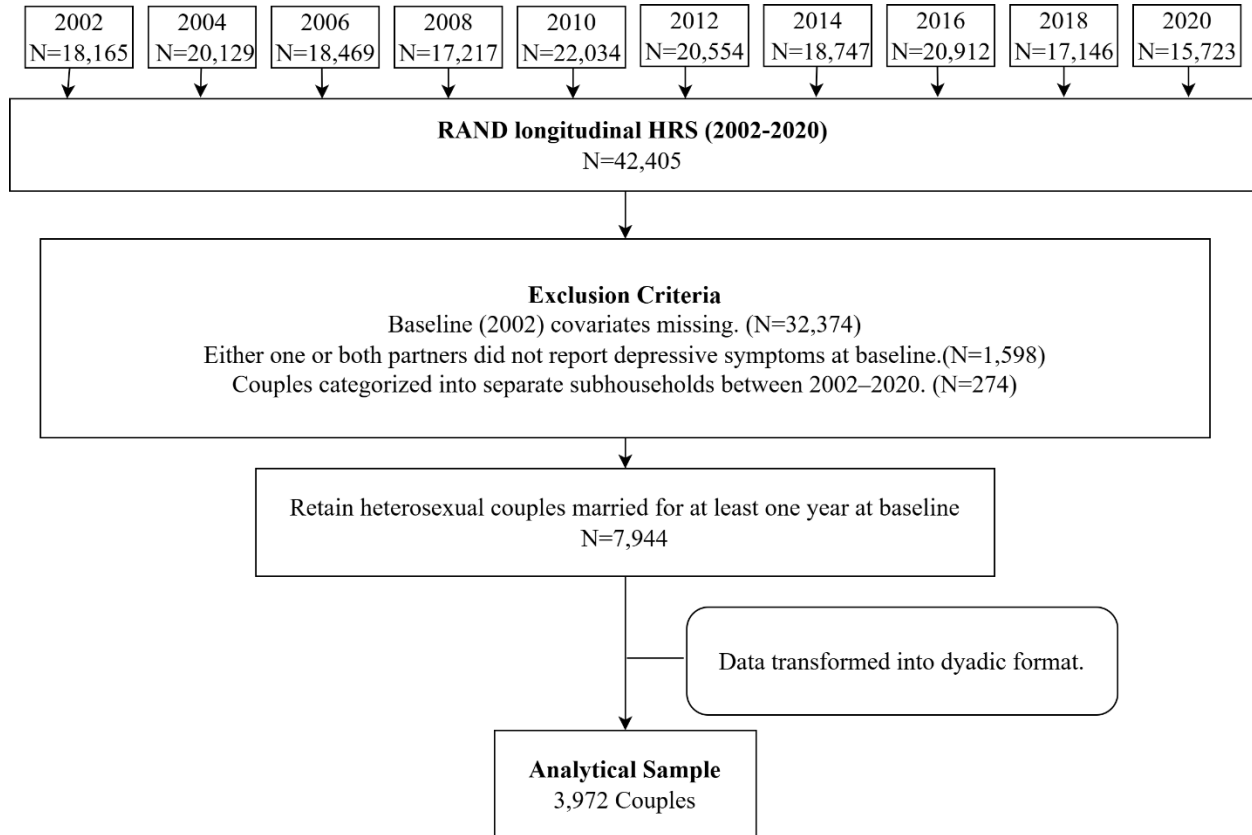 2002
N=18,165
2004
N=20,129
2006
N=18,469
2008
N=17,217
2010
N=22,034
2012
N=20,554
2014
N=18,747
2016
N=20,912
2018
N=17,146
2020
N=15,723
RAND longitudinal HRS (2002-2020)
N=42,405
Exclusion Criteria
Baseline (2002) covariates missing. (N=32,374)
Either one or both partners did not report depressive symptoms at baseline.(N=1,598)
Couples categorized into separate subhouseholds between 2002–2020. (N=274)
Retain heterosexual couples married for at least one year at baseline
N=7,944
Data transformed into dyadic format.
Analytical Sample
3,972 Couples